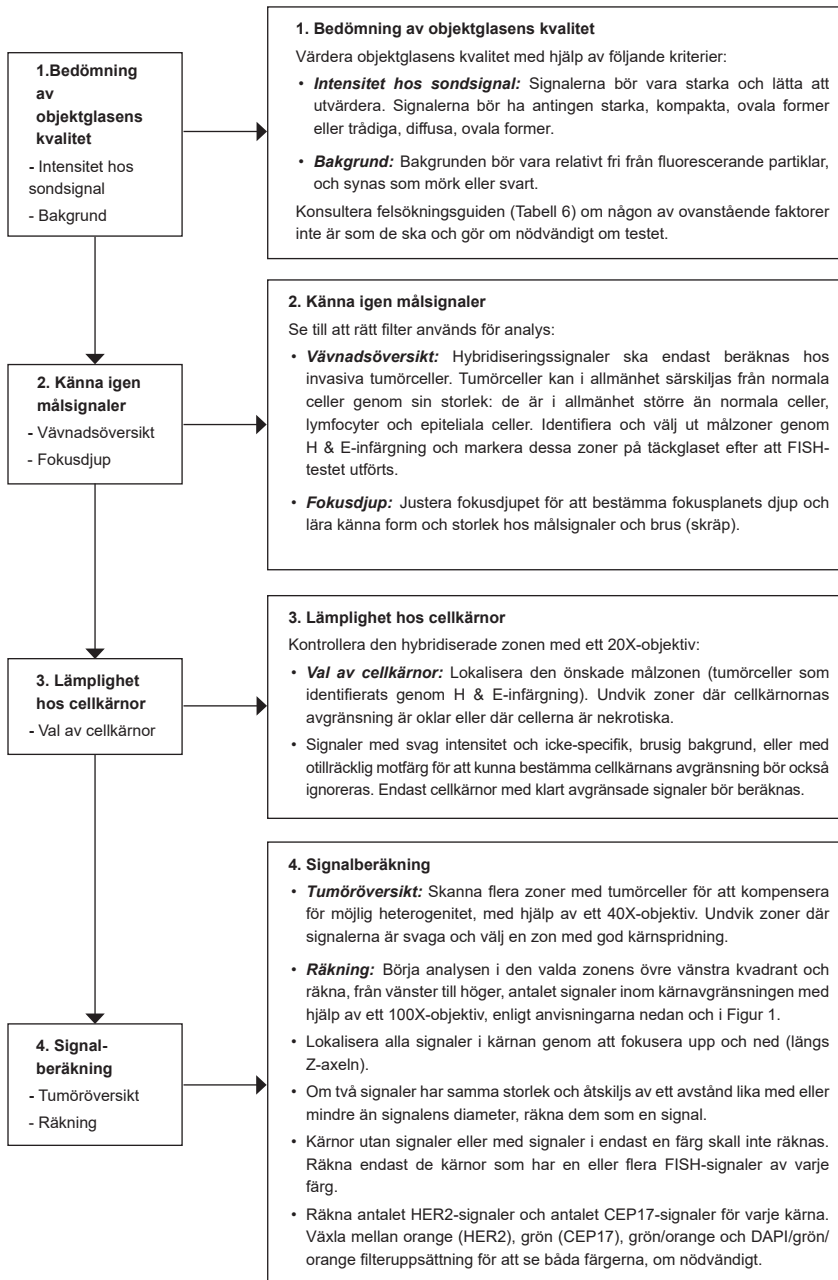 1.Bedömning
av
objektglasens
kvalitet
- Intensitet hos
sondsignal
- Bakgrund
1. Bedömning av objektglasens kvalitet
Värdera objektglasens kvalitet med hjälp av följande kriterier:
• Intensitet hos sondsignal: Signalerna bör vara starka och lätta att
utvärdera. Signalerna bör ha antingen starka, kompakta, ovala former
eller trådiga, diffusa, ovala former.
• Bakgrund: Bakgrunden bör vara relativt fri från fluorescerande partiklar,
och synas som mörk eller svart.
Konsultera felsökningsguiden (Tabell 6) om någon av ovanstående faktorer
inte är som de ska och gör om nödvändigt om testet.
2. Känna igen
målsignaler
- Vävnadsöversikt
- Fokusdjup
2. Känna igen målsignaler
Se till att rätt filter används för analys:
• Vävnadsöversikt: Hybridiseringssignaler ska endast beräknas hos
invasiva tumörceller. Tumörceller kan i allmänhet särskiljas från normala
celler genom sin storlek: de är i allmänhet större än normala celler,
lymfocyter och epiteliala celler. Identifiera och välj ut målzoner genom
H & E-infärgning och markera dessa zoner på täckglaset efter att FISH-
testet utförts.
• Fokusdjup: Justera fokusdjupet för att bestämma fokusplanets djup och
lära känna form och storlek hos målsignaler och brus (skräp).
3. Lämplighet
hos cellkärnor
- Val av cellkärnor
3. Lämplighet hos cellkärnor
Kontrollera den hybridiserade zonen med ett 20X-objektiv:
• Val av cellkärnor: Lokalisera den önskade målzonen (tumörceller som
identifierats genom H & E-infärgning). Undvik zoner där cellkärnornas
avgränsning är oklar eller där cellerna är nekrotiska.
• Signaler med svag intensitet och icke-specifik, brusig bakgrund, eller med
otillräcklig motfärg för att kunna bestämma cellkärnans avgränsning bör också
ignoreras. Endast cellkärnor med klart avgränsade signaler bör beräknas.
4. Signal-
beräkning
- Tumöröversikt
- Räkning
4. Signalberäkning
• Tumöröversikt: Skanna flera zoner med tumörceller för att kompensera
för möjlig heterogenitet, med hjälp av ett 40X-objektiv. Undvik zoner där
signalerna är svaga och välj en zon med god kärnspridning.
• Räkning: Börja analysen i den valda zonens övre vänstra kvadrant och
räkna, från vänster till höger, antalet signaler inom kärnavgränsningen med
hjälp av ett 100X-objektiv, enligt anvisningarna nedan och i Figur 1.
• Lokalisera alla signaler i kärnan genom att fokusera upp och ned (längs
Z-axeln).
• Om två signaler har samma storlek och åtskiljs av ett avstånd lika med eller
mindre än signalens diameter, räkna dem som en signal.
• Kärnor utan signaler eller med signaler i endast en färg skall inte räknas.
Räkna endast de kärnor som har en eller flera FISH-signaler av varje
färg.
• Räkna antalet HER2-signaler och antalet CEP17-signaler för varje kärna.
Växla mellan orange (HER2), grön (CEP17), grön/orange och DAPI/grön/
orange filteruppsättning för att se båda färgerna, om nödvändigt.